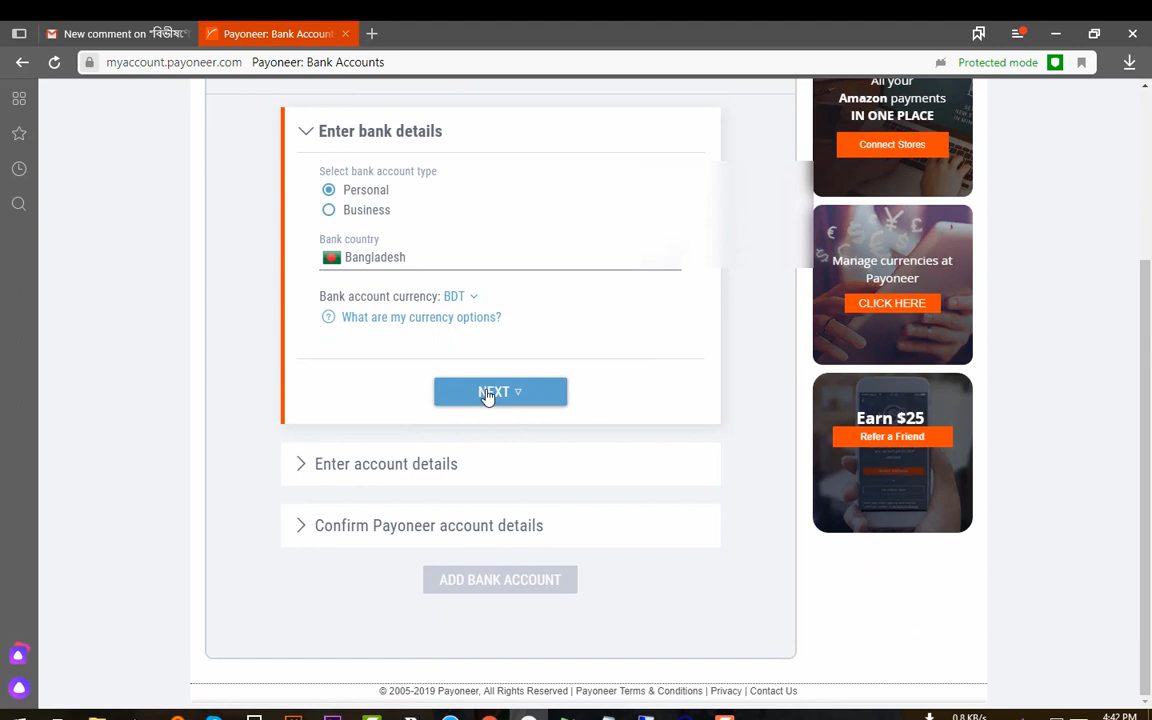 New comment on "বিভীষণে
Payoneer: Bank Account
myaccount.payoneer.com Payoneer: Bank Accounts
Protected mode
All your
Amazon payments
IN ONE PLACE
Connect Stores
Enter bank details
Select bank account type
Personal
Business
Bank country
Bangladesh
Bank account currency: BDT
What are my currency options?
NEXT
Manage currencies at
Payoneer
CLICK HERE
Earn $25
Refer a Friend
Enter account details
Confirm Payoneer account details
ADD BANK ACCOUNT
© 2005-2019 Payoneer, All Rights Reserved | Payoneer Terms & Conditions | Privacy | Contact Us
0.8 KB/s
4:42 PM